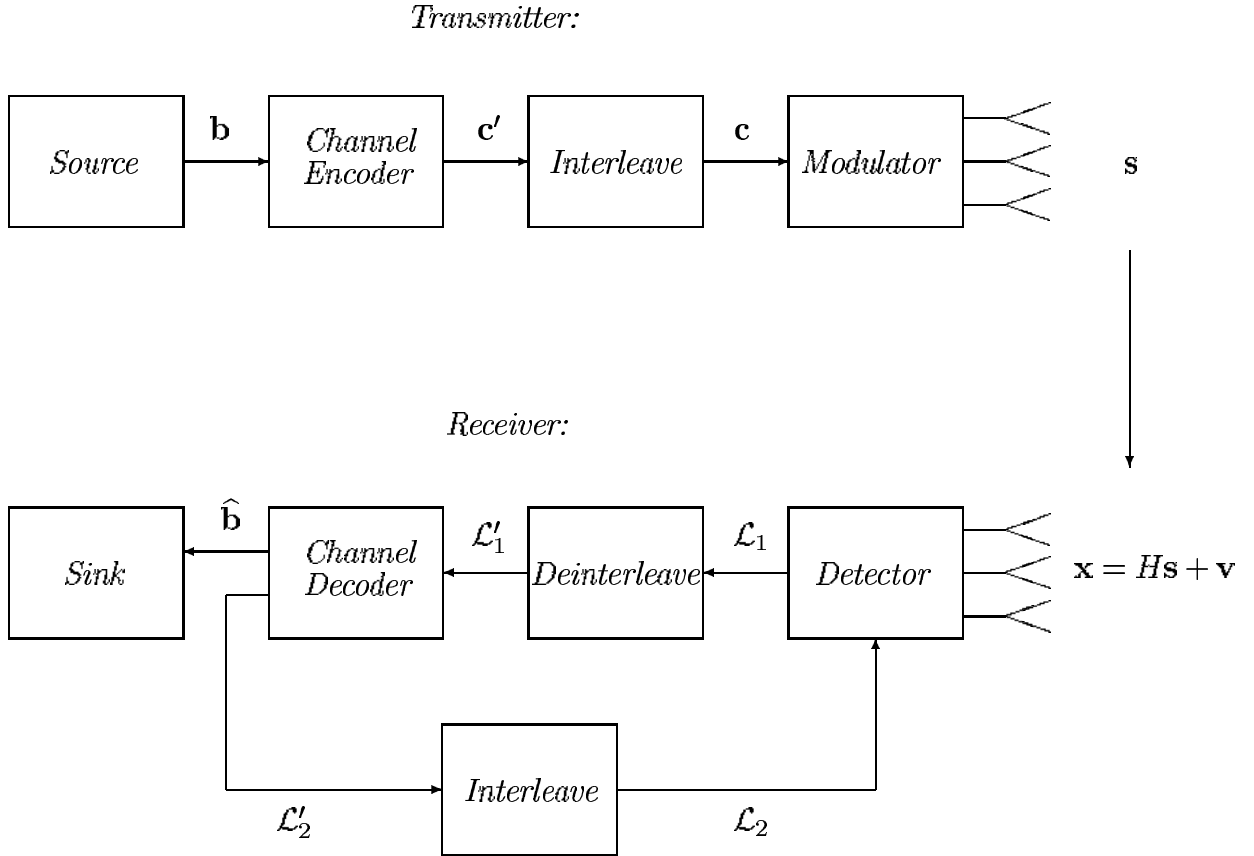 Transmitter:
b
c′
c
Source
Channel
Encoder
Interleave
Modulator
s
Receiver:
b̂
ℒ′₁
ℒ₁
Sink
Channel
Decoder
Deinterleave
Detector
x = Hs + v
Interleave
ℒ′₂
ℒ₂